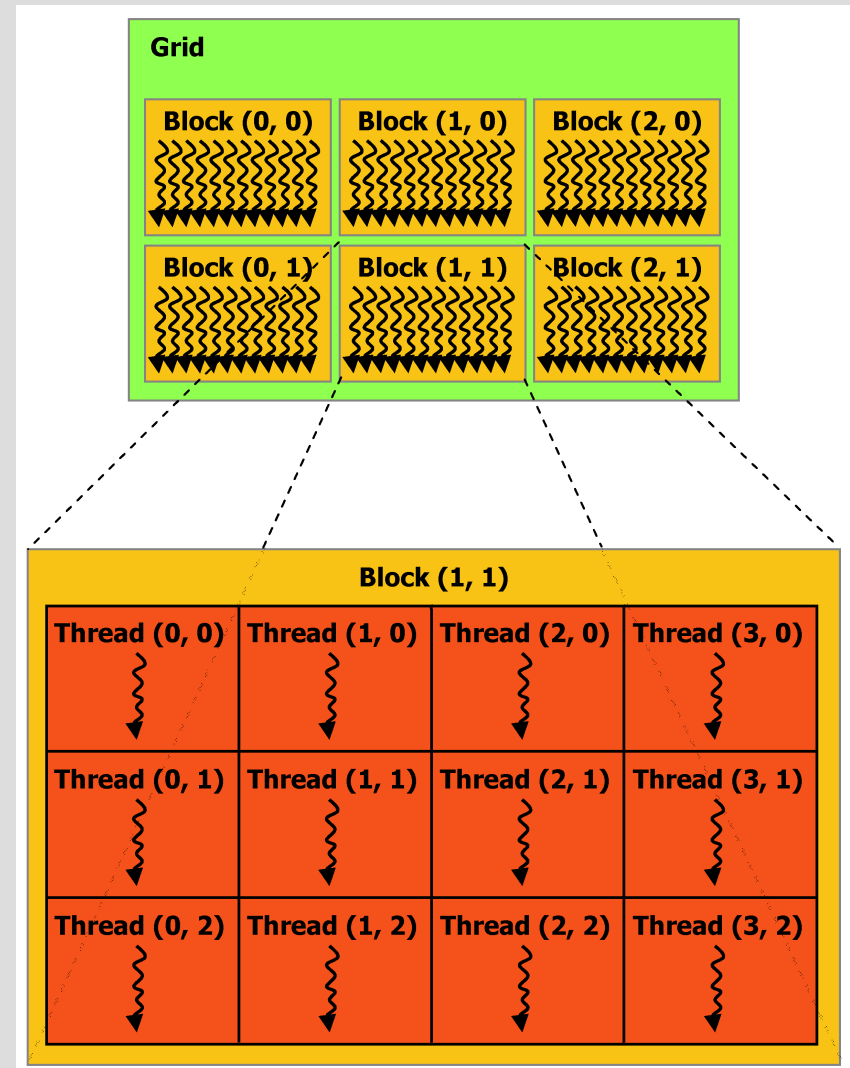 Grid
Block (0, 0) Block (1, 0) Block (2, 0)
Block (0, 1) Block (1, 1) Block (2, 1)
Block (1, 1)
Thread (0, 0) Thread (1, 0) Thread (2, 0) Thread (3, 0)
Thread (0, 1) Thread (1, 1) Thread (2, 1) Thread (3, 1)
Thread (0, 2) Thread (1, 2) Thread (2, 2) Thread (3, 2)